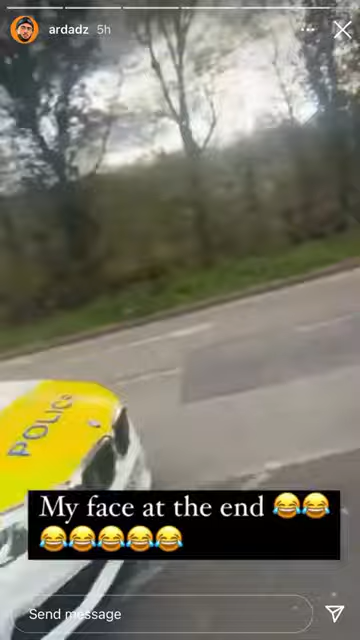 ardadz 5h
POLICE
My face at the end 😂😂
😂😂😂😂😂
Send message